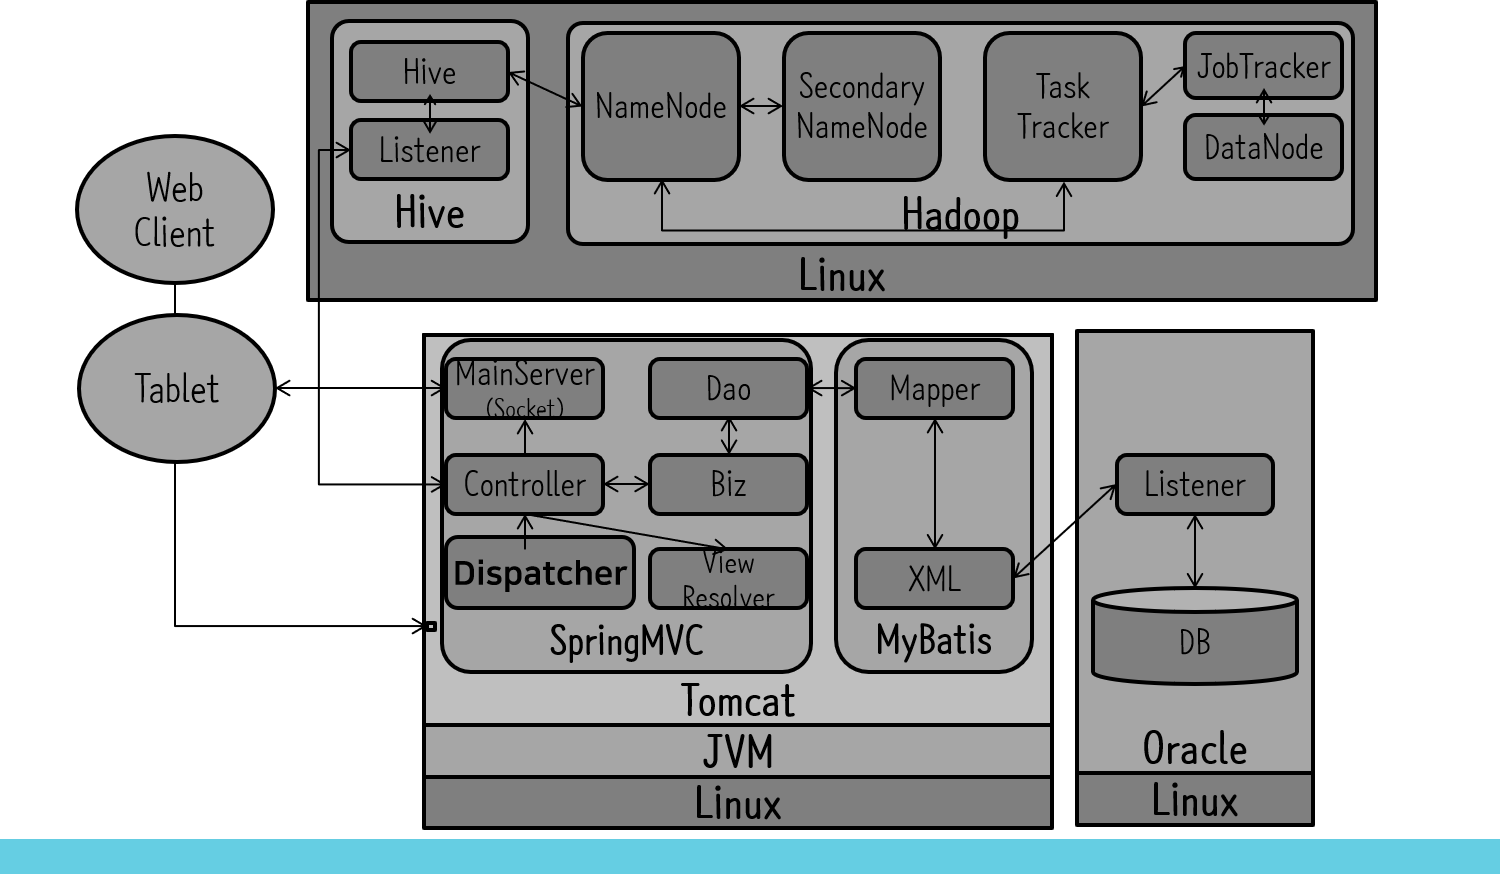 Hive
Listener
Hive
NameNode
Secondary
NameNode
Task
Tracker
JobTracker
DataNode
Hadoop
Linux
Web
Client
Tablet
MainServer
(Socket)
Dao
Controller
Biz
Dispatcher
View
Resolver
SpringMVC
Mapper
XML
MyBatis
Tomcat
JVM
Linux
Listener
DB
Oracle
Linux